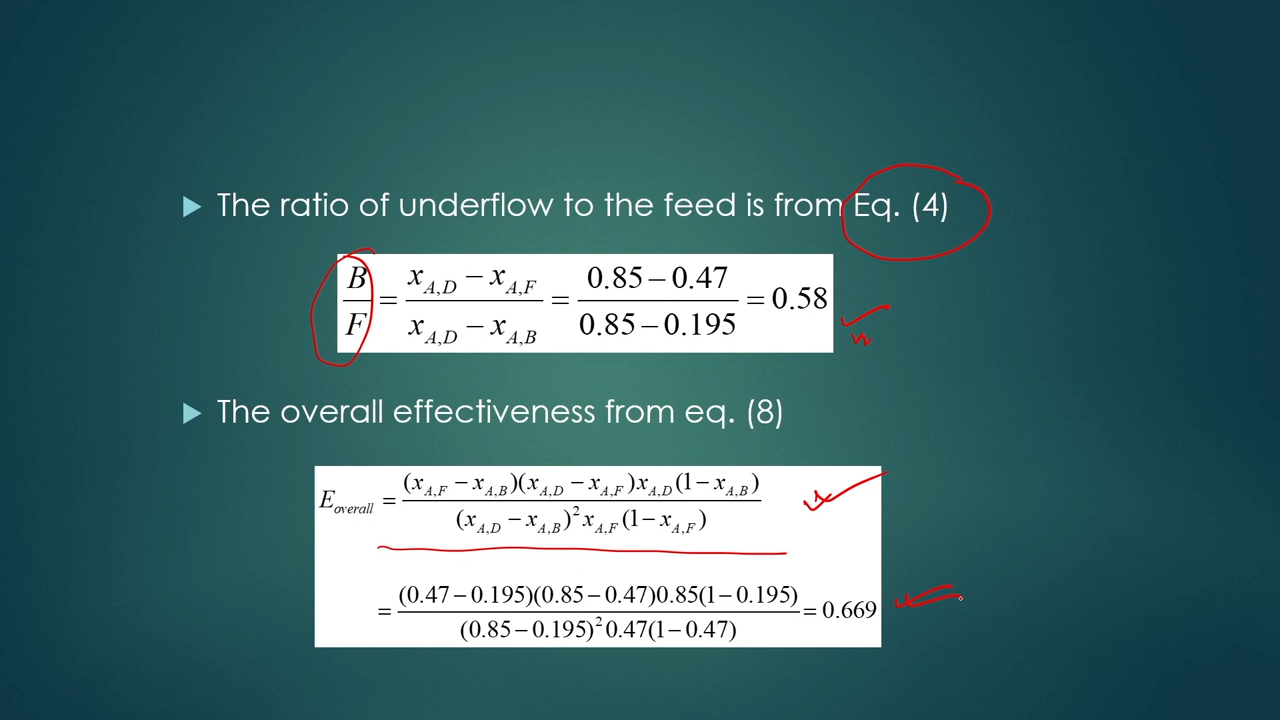 The ratio of underflow to the feed is from Eq. (4)
B/F = (x_{A,D} − x_{A,F})/(x_{A,D} − x_{A,B}) = (0.85 − 0.47)/(0.85 − 0.195) = 0.58
The overall effectiveness from eq. (8)
E_{overall} = (x_{A,F} − x_{A,B})(x_{A,D} − x_{A,F})x_{A,D}(1 − x_{A,B})/(x_{A,D} − x_{A,B})^2 x_{A,F}(1 − x_{A,F})
= (0.47 − 0.195)(0.85 − 0.47)0.85(1 − 0.195)/(0.85 − 0.195)^2 0.47(1 − 0.47) = 0.669